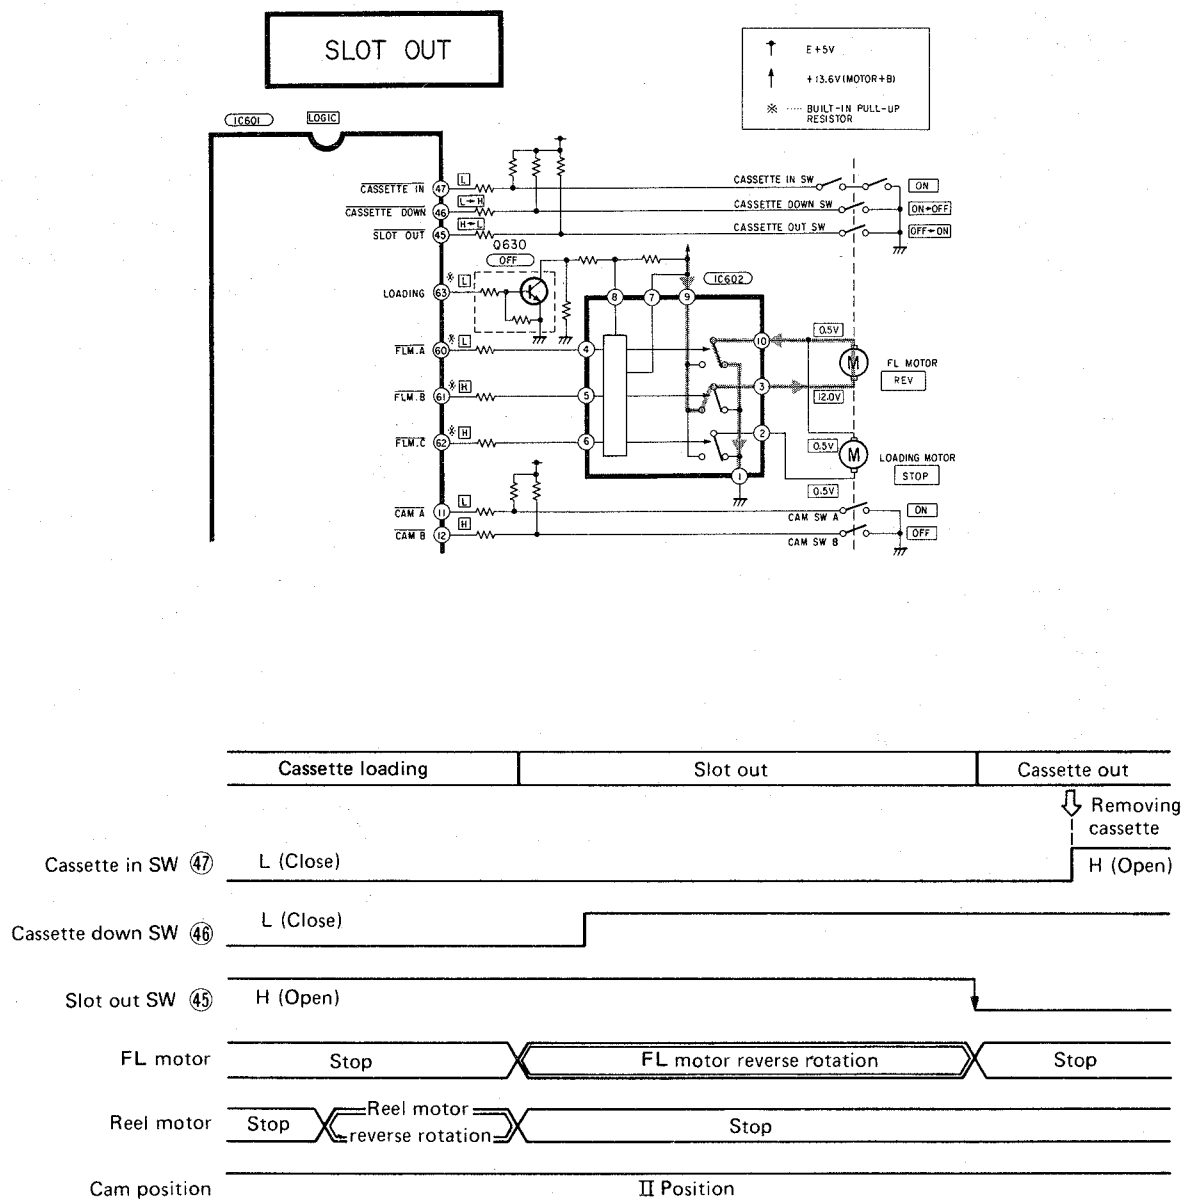 SLOT OUT
E+5V
+13.6V(MOTOR+B)
※ ····· BUILT-IN PULL-UP
RESISTOR
IC601
LOGIC
CASSETTE IN 47 L
CASSETTE IN SW
ON
CASSETTE DOWN 46 L→H
CASSETTE DOWN SW
ON→OFF
SLOT OUT 45 H→L
CASSETTE OUT SW
OFF→ON
Q630
OFF
IC602
LOADING 63 ※ L
8 7 9
FLM.A 60 ※ L
4
10
0.5V
M
FL MOTOR
REV
FLM.B 61 ※ H
5
3
12.0V
FLM.C 62 ※ H
6
2
0.5V
M
LOADING MOTOR
STOP
1
0.5V
CAM A 11 L
CAM SW A
ON
CAM B 12 H
CAM SW B
OFF
Cassette loading
Slot out
Cassette out
Removing
cassette
Cassette in SW 47
L (Close)
H (Open)
Cassette down SW 46
L (Close)
Slot out SW 45
H (Open)
FL motor
Stop
FL motor reverse rotation
Stop
Reel motor
Stop
Reel motor
reverse rotation
Stop
Cam position
II Position